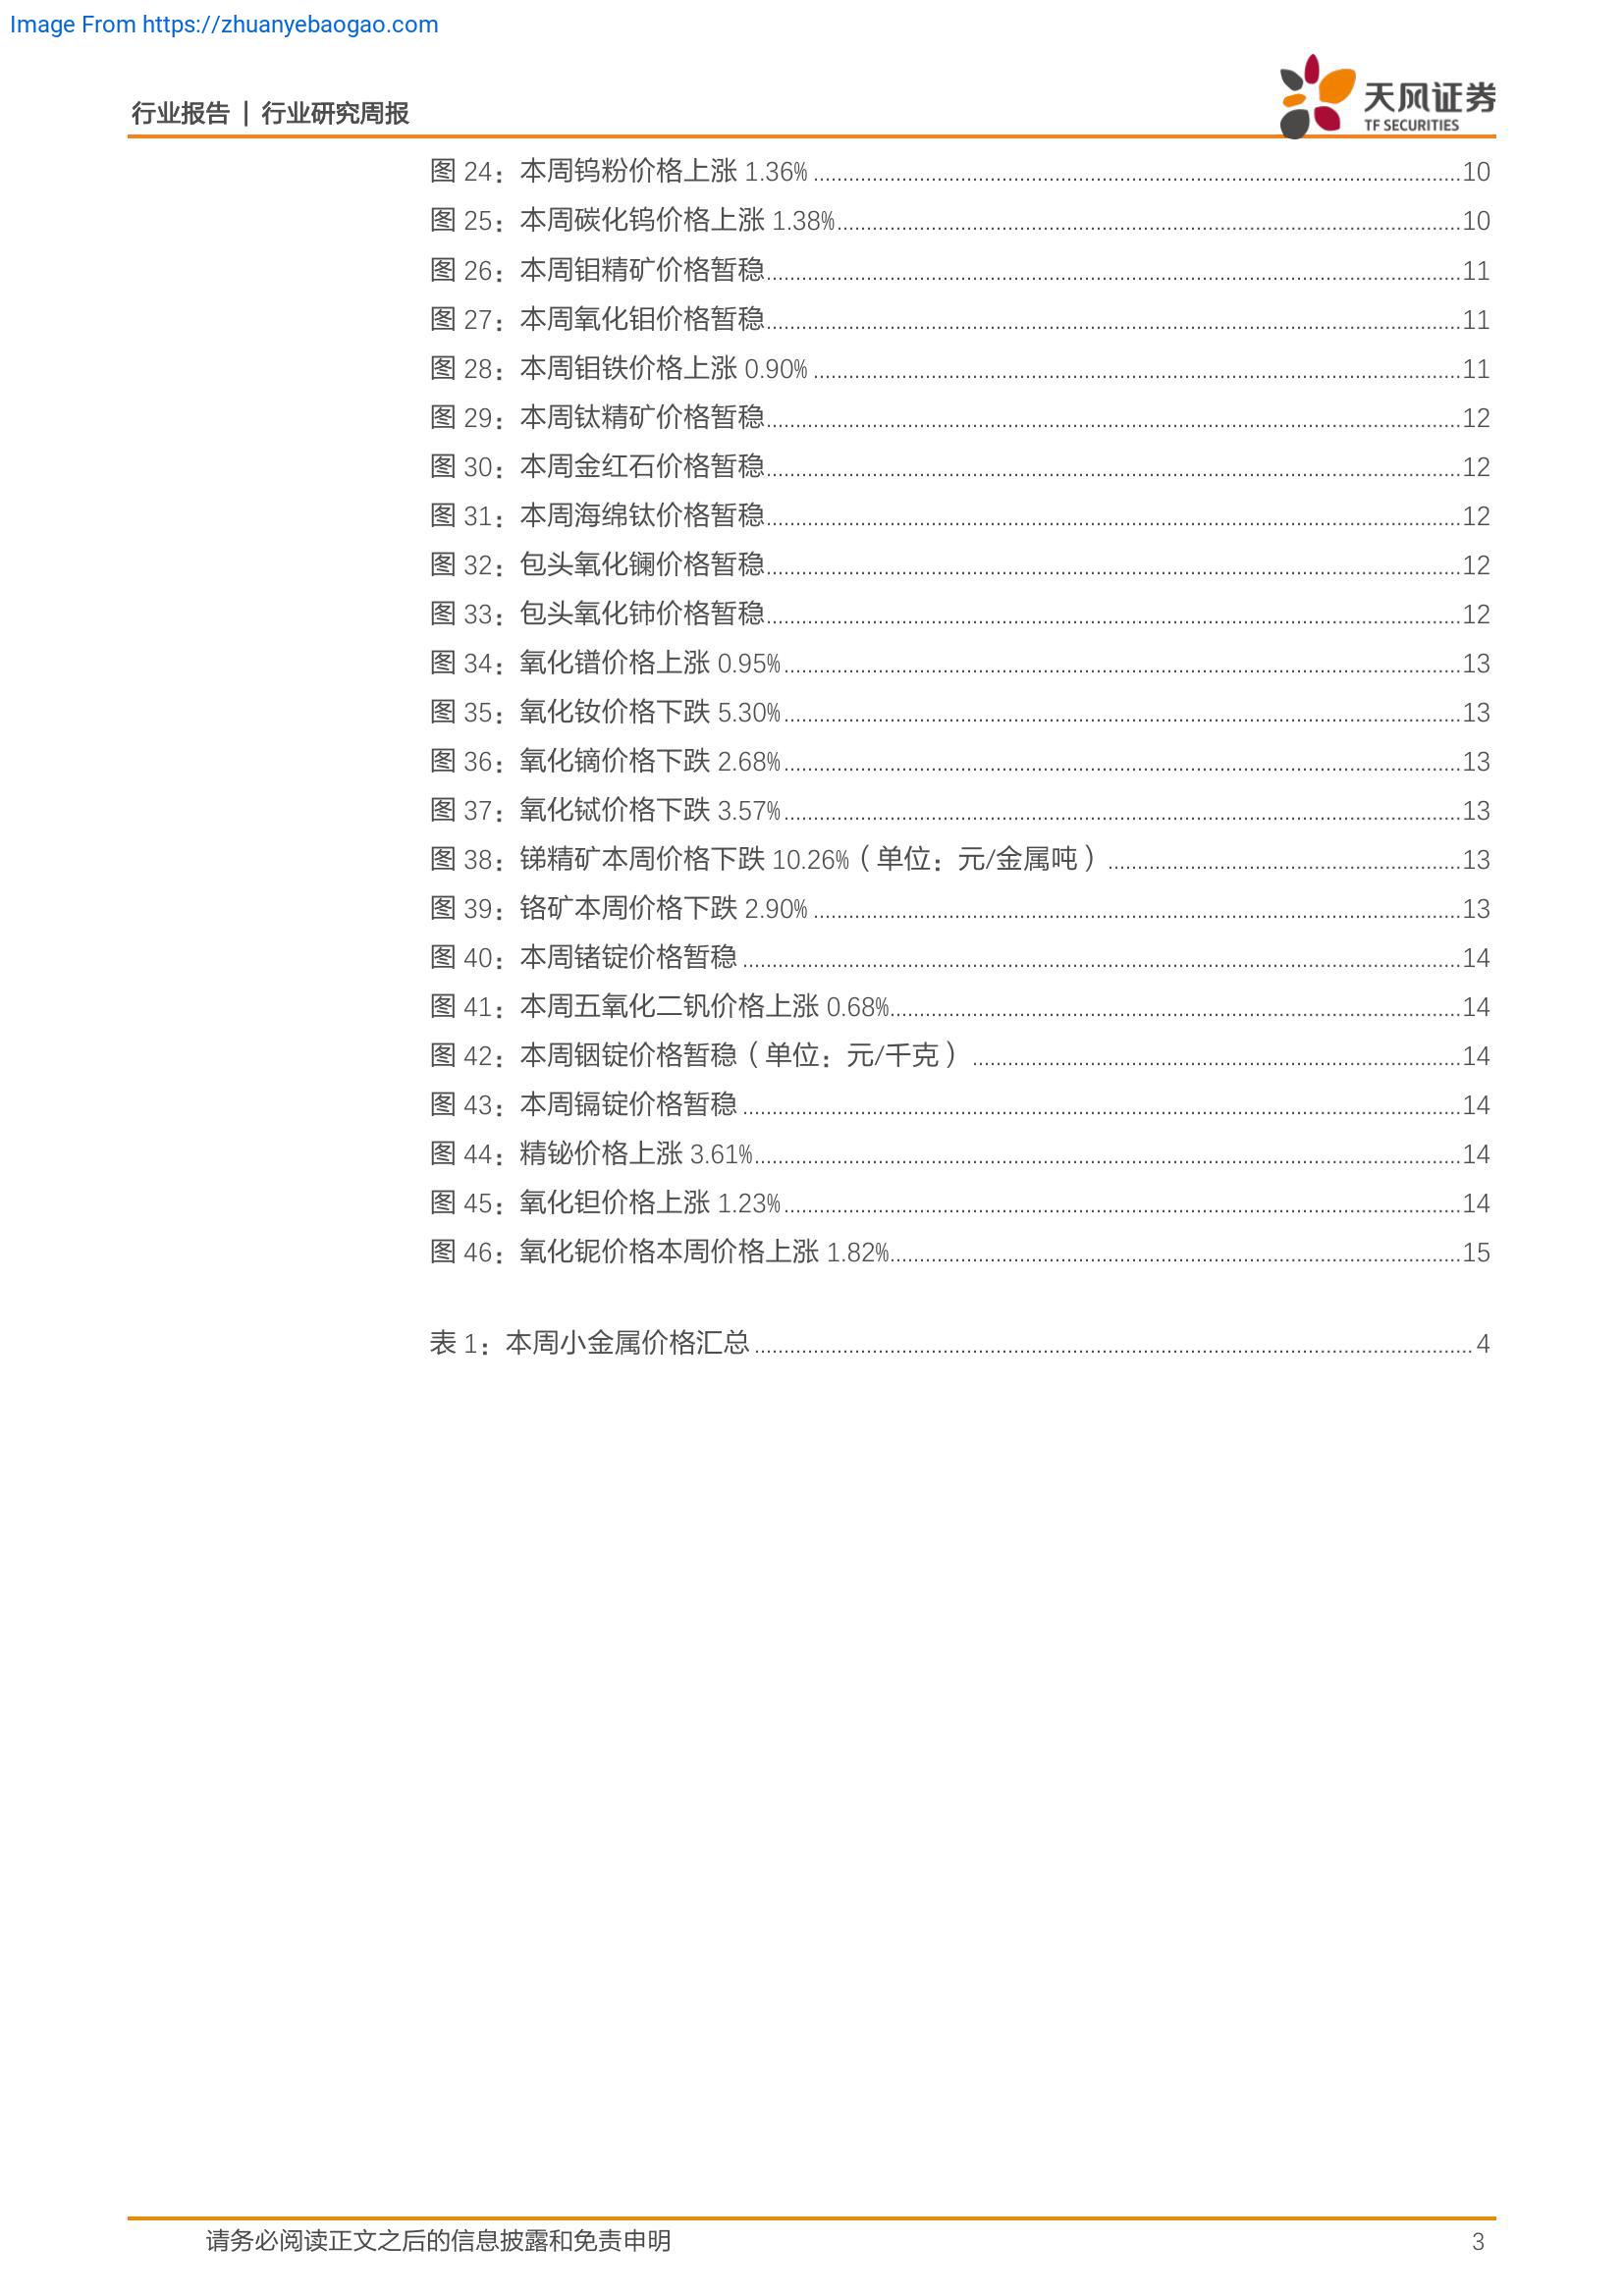 Image From https://zhuanyebaogao.com
行业报告 | 行业研究周报
天风证券
TF SECURITIES
图 24：本周钨粉价格上涨 1.36% 10
图 25：本周碳化钨价格上涨 1.38% 10
图 26：本周钼精矿价格暂稳 11
图 27：本周氧化钼价格暂稳 11
图 28：本周钼铁价格上涨 0.90% 11
图 29：本周钛精矿价格暂稳 12
图 30：本周金红石价格暂稳 12
图 31：本周海绵钛价格暂稳 12
图 32：包头氧化镧价格暂稳 12
图 33：包头氧化铈价格暂稳 12
图 34：氧化镨价格上涨 0.95% 13
图 35：氧化钕价格下跌 5.30% 13
图 36：氧化镝价格下跌 2.68% 13
图 37：氧化铽价格下跌 3.57% 13
图 38：锑精矿本周价格下跌 10.26%（单位：元/金属吨） 13
图 39：铬矿本周价格下跌 2.90% 13
图 40：本周锗锭价格暂稳 14
图 41：本周五氧化二钒价格上涨 0.68% 14
图 42：本周铟锭价格暂稳（单位：元/千克） 14
图 43：本周镉锭价格暂稳 14
图 44：精铋价格上涨 3.61% 14
图 45：氧化钽价格上涨 1.23% 14
图 46：氧化铌价格本周价格上涨 1.82% 15
表 1：本周小金属价格汇总 4
请务必阅读正文之后的信息披露和免责申明 3